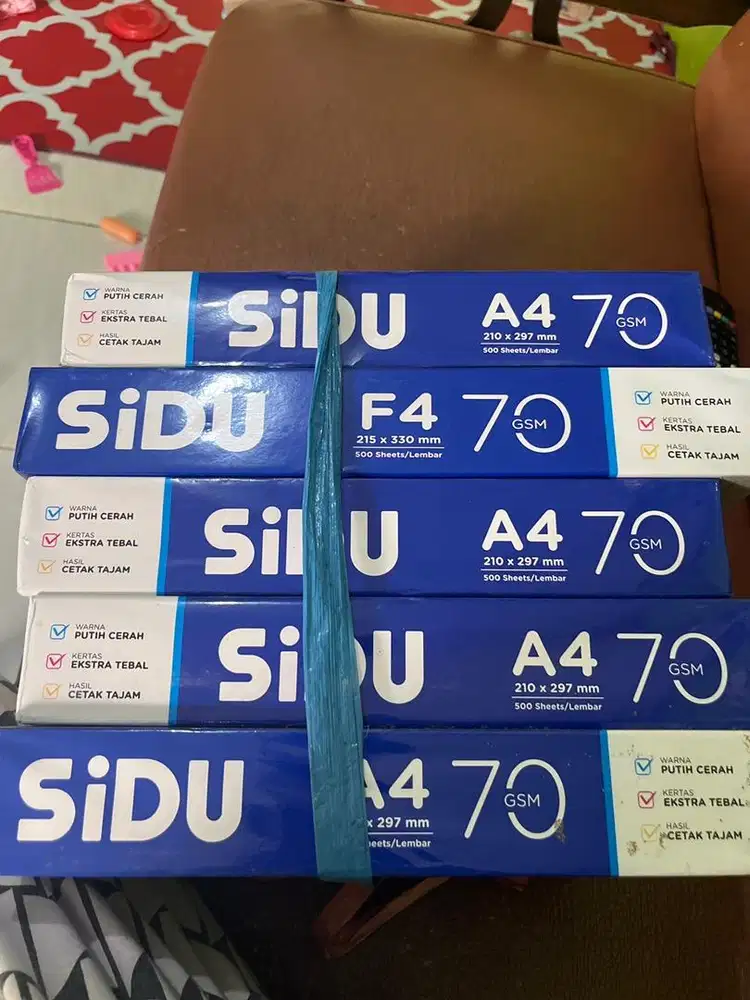 WARNA
PUTIH CERAH
KERTAS
EKSTRA TEBAL
HASIL
CETAK TAJAM
SiDU
A4
210 x 297 mm
500 Sheets/Lembar
70
GSM
SiDU
F4
215 x 330 mm
500 Sheets/Lembar
70
GSM
WARNA
PUTIH CERAH
KERTAS
EKSTRA TEBAL
HASIL
CETAK TAJAM
WARNA
PUTIH CERAH
KERTAS
EKSTRA TEBAL
HASIL
CETAK TAJAM
SiDU
A4
210 x 297 mm
500 Sheets/Lembar
70
GSM
WARNA
PUTIH CERAH
KERTAS
EKSTRA TEBAL
HASIL
CETAK TAJAM
SiDU
A4
210 x 297 mm
500 Sheets/Lembar
70
GSM
SiDU
A4
x 297 mm
eets/Lembar
70
GSM
WARNA
PUTIH CERAH
KERTAS
EKSTRA TEBAL
HASIL
CETAK TAJAM